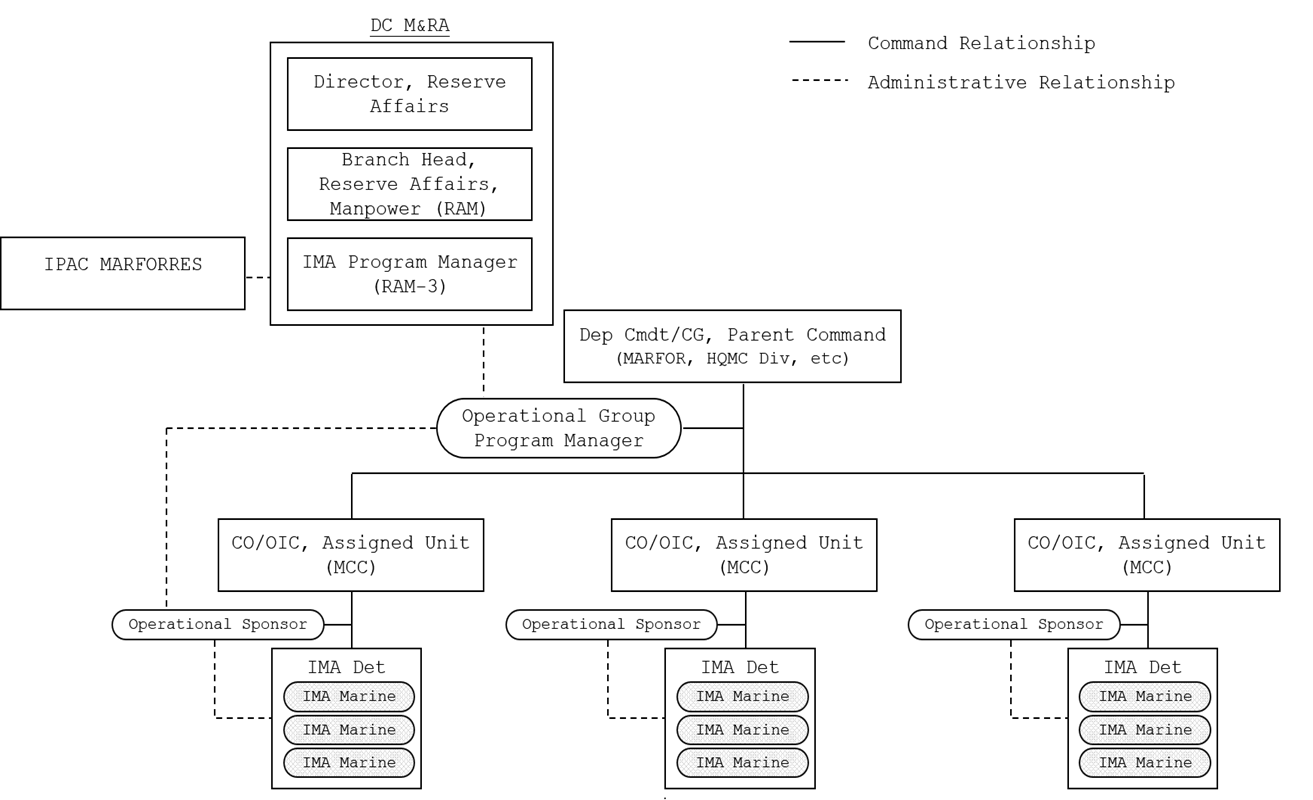 DC M&RA
Command Relationship
Administrative Relationship
Director, Reserve
Affairs
Branch Head,
Reserve Affairs,
Manpower (RAM)
IPAC MARFORRES
IMA Program Manager
(RAM-3)
Dep Cmdt/CG, Parent Command
(MARFOR, HQMC Div, etc)
Operational Group
Program Manager
CO/OIC, Assigned Unit
(MCC)
CO/OIC, Assigned Unit
(MCC)
CO/OIC, Assigned Unit
(MCC)
Operational Sponsor
Operational Sponsor
Operational Sponsor
IMA Det
IMA Marine
IMA Marine
IMA Marine
IMA Det
IMA Marine
IMA Marine
IMA Marine
IMA Det
IMA Marine
IMA Marine
IMA Marine